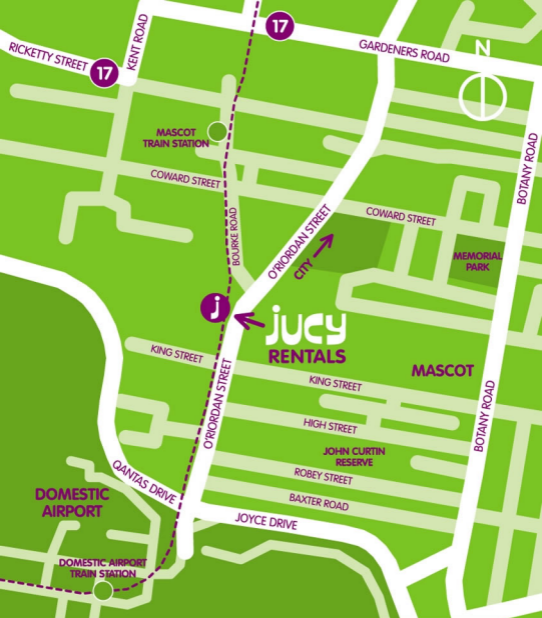 17
RICKETTY STREET
17
KENT ROAD
GARDENERS ROAD
N
MASCOT
TRAIN STATION
BOTANY ROAD
COWARD STREET
COWARD STREET
BOURKE ROAD
O'RIORDAN STREET
CITY
MEMORIAL
PARK
j
JUCY
RENTALS
KING STREET
KING STREET
MASCOT
O'RIORDAN STREET
BOTANY ROAD
HIGH STREET
JOHN CURTIN
RESERVE
QANTAS DRIVE
ROBEY STREET
BAXTER ROAD
DOMESTIC
AIRPORT
JOYCE DRIVE
DOMESTIC AIRPORT
TRAIN STATION